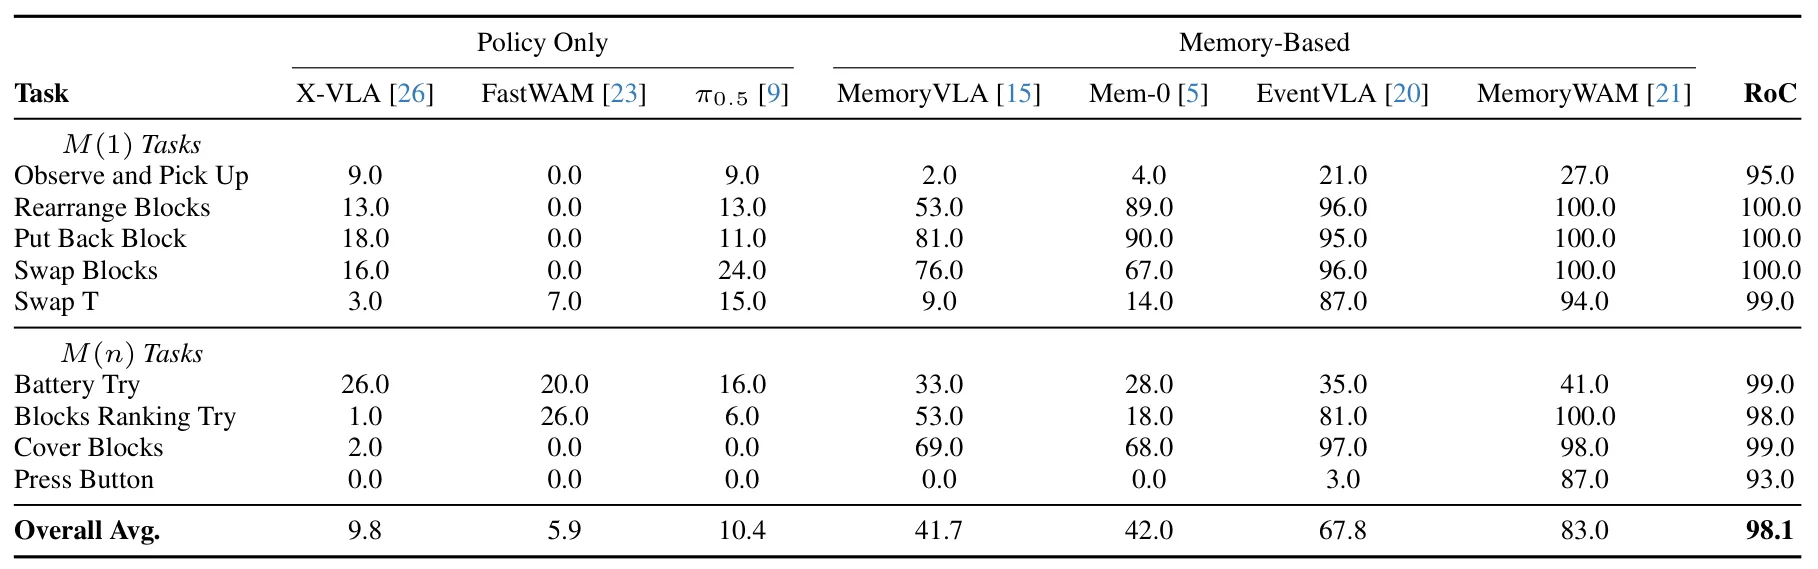 Policy Only Memory-Based
Task X-VLA [26] FastWAM [23] π0.5 [9] MemoryVLA [15] Mem-0 [5] EventVLA [20] MemoryWAM [21] RoC
M(1) Tasks
Observe and Pick Up 9.0 0.0 9.0 2.0 4.0 21.0 27.0 95.0
Rearrange Blocks 13.0 0.0 13.0 53.0 89.0 96.0 100.0 100.0
Put Back Block 18.0 0.0 11.0 81.0 90.0 95.0 100.0 100.0
Swap Blocks 16.0 0.0 24.0 76.0 67.0 96.0 100.0 100.0
Swap T 3.0 7.0 15.0 9.0 14.0 87.0 94.0 99.0
M(n) Tasks
Battery Try 26.0 20.0 16.0 33.0 28.0 35.0 41.0 99.0
Blocks Ranking Try 1.0 26.0 6.0 53.0 18.0 81.0 100.0 98.0
Cover Blocks 2.0 0.0 0.0 69.0 68.0 97.0 98.0 99.0
Press Button 0.0 0.0 0.0 0.0 0.0 3.0 87.0 93.0
Overall Avg. 9.8 5.9 10.4 41.7 42.0 67.8 83.0 98.1